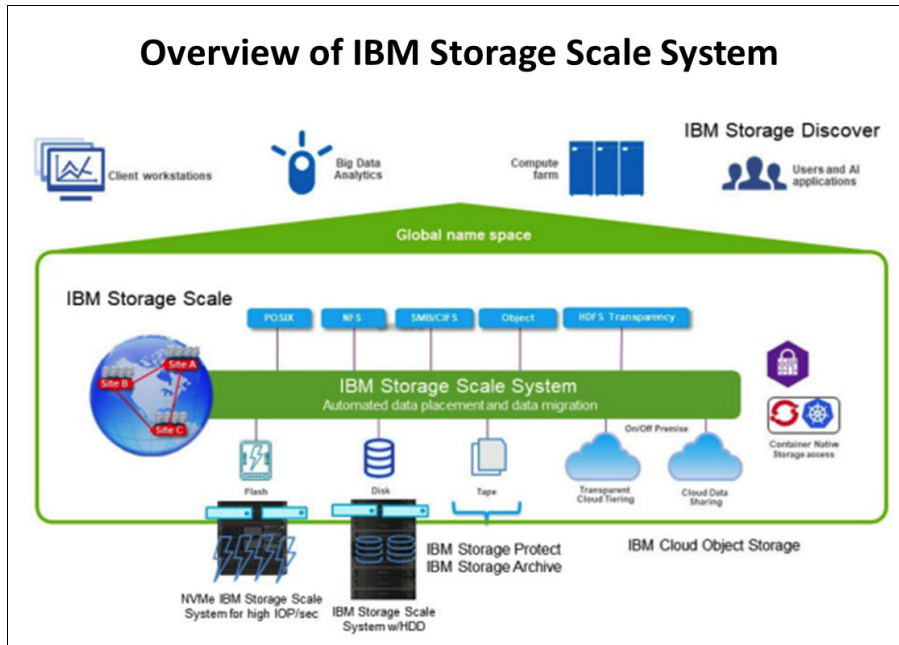 Overview of IBM Storage Scale System
IBM Storage Discover
Client workstations
Big Data
Analytics
Compute
farm
Users and AI
applications
Global name space
IBM Storage Scale
POSIX
NFS
SMB/CIFS
Object
HDFS Transparency
Site A
Site B
Site C
IBM Storage Scale System
Automated data placement and data migration
On/Off Premise
Container Native
Storage access
Flash
Disk
Tape
Transparent
Cloud Tiering
Cloud Data
Sharing
IBM Storage Protect
IBM Storage Archive
IBM Cloud Object Storage
NVMe IBM Storage Scale
System for high IOP/sec
IBM Storage Scale
System w/HDD